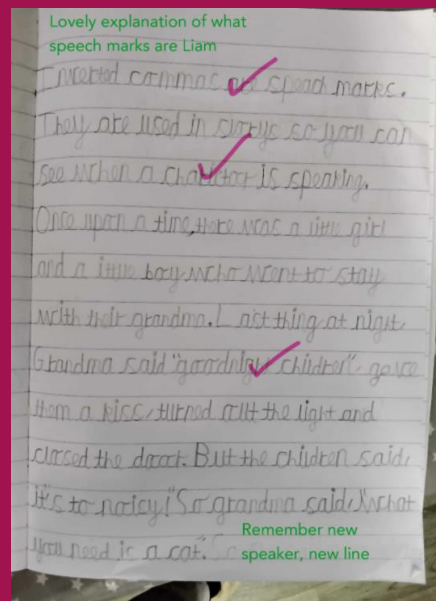 Lovely explanation of what
speech marks are Liam
Inverted commas are speach marks.
They are used in storys so you can
see when a charictor is speaking.
Once upon a time, there was a little girl
and a little boy who went to stay
with their grandma. Last thing at night,
Grandma said "goodnight children". gave
them a kiss, turned out the light and
closed the door. But the children said,
it's to noisy!" So grandma said, "What
you need is a cat."
Remember new
speaker, new line